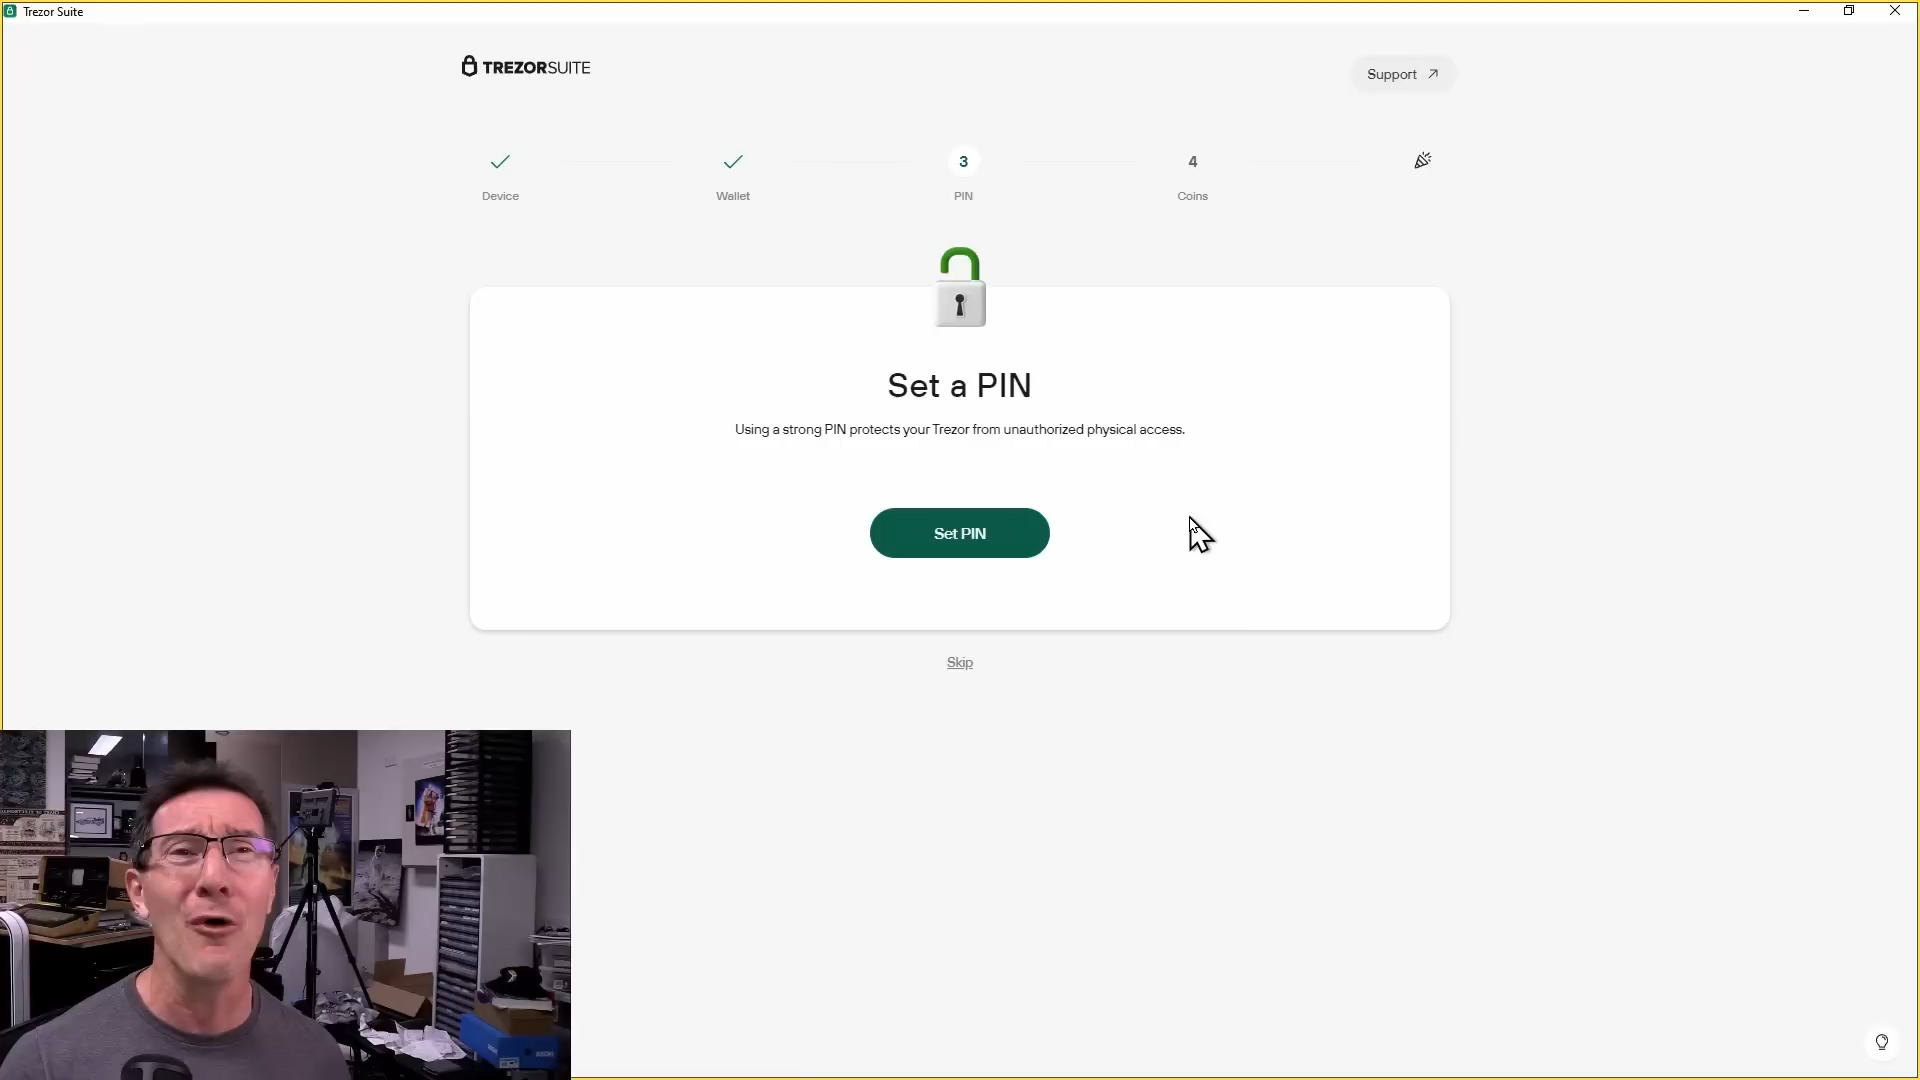 Trezor Suite
TREZORSUITE
Support
3
4
Device
Wallet
PIN
Coins
Set a PIN
Using a strong PIN protects your Trezor from unauthorized physical access.
Set PIN
Skip